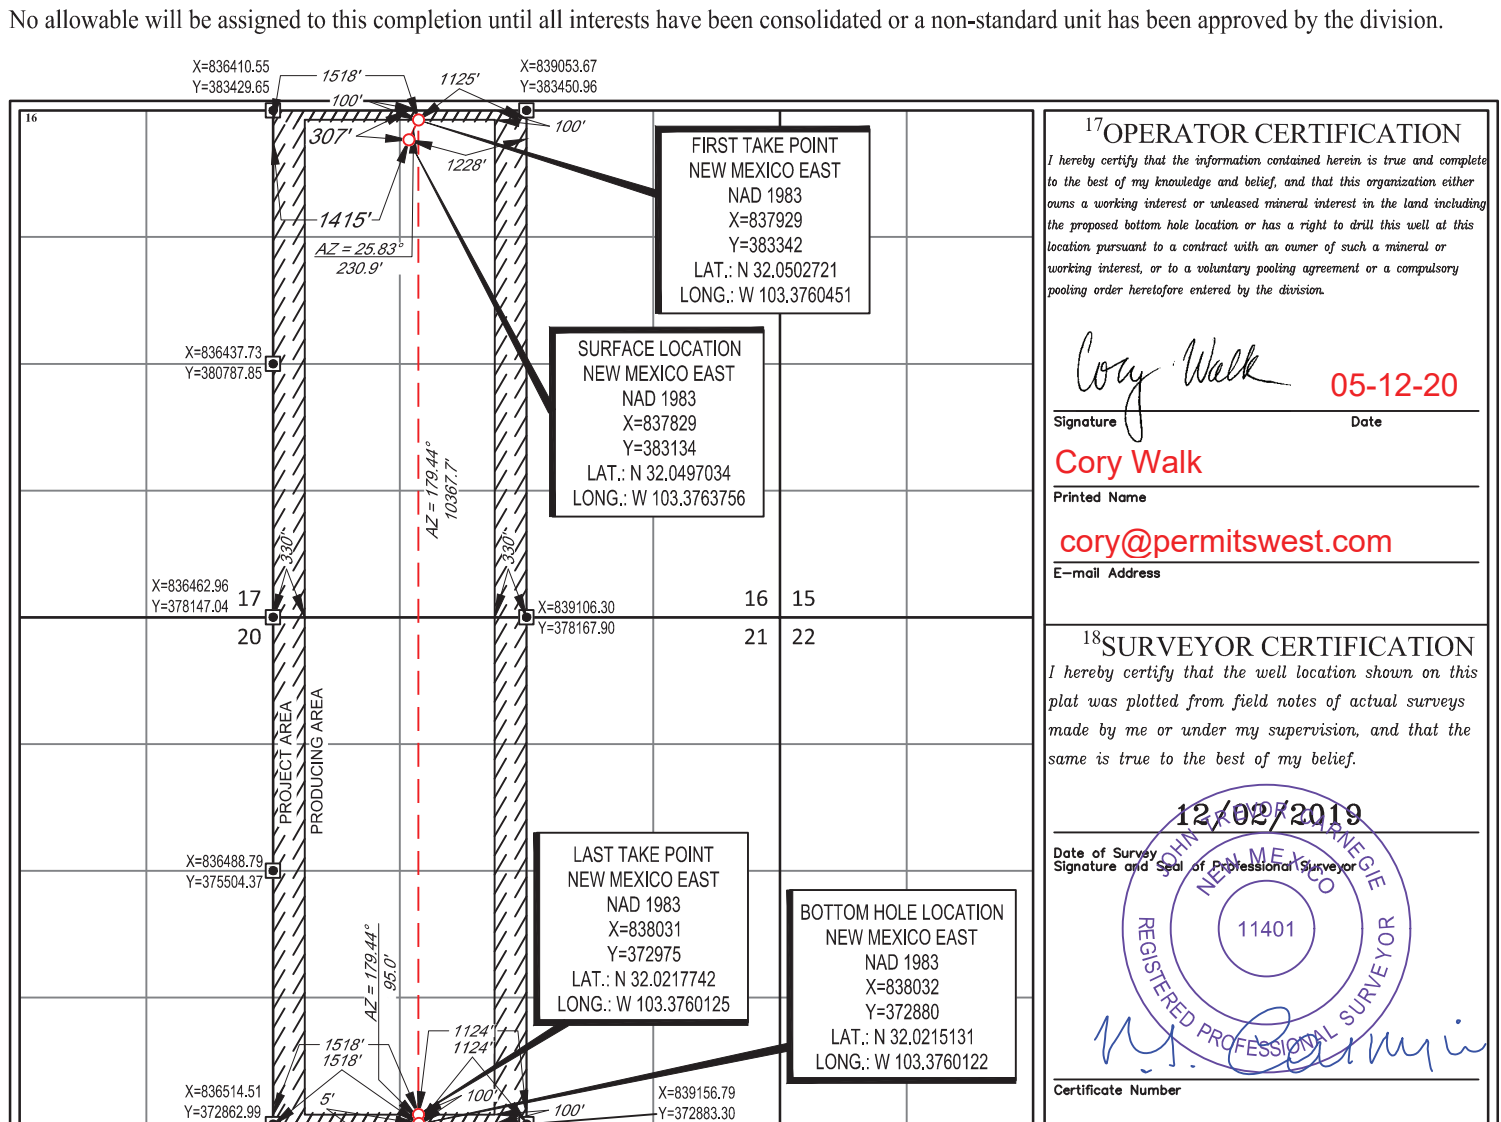 No allowable will be assigned to this completion until all interests have been consolidated or a non-standard unit has been approved by the division.
X=836410.55
Y=383429.65
1518'
1125'
X=839053.67
Y=383450.96
100'
16
307'
100'
1228'
1415'
AZ = 25.83°
230.9'
FIRST TAKE POINT
NEW MEXICO EAST
NAD 1983
X=837929
Y=383342
LAT.: N 32.0502721
LONG.: W 103.3760451
X=836437.73
Y=380787.85
SURFACE LOCATION
NEW MEXICO EAST
NAD 1983
X=837829
Y=383134
LAT.: N 32.0497034
LONG.: W 103.3763756
AZ = 179.44°
10367.7'
330'
330'
X=836462.96
Y=378147.04
17
20
X=839106.30
Y=378167.90
16
15
21
22
PROJECT AREA
PRODUCING AREA
X=836488.79
Y=375504.37
LAST TAKE POINT
NEW MEXICO EAST
NAD 1983
X=838031
Y=372975
LAT.: N 32.0217742
LONG.: W 103.3760125
BOTTOM HOLE LOCATION
NEW MEXICO EAST
NAD 1983
X=838032
Y=372880
LAT.: N 32.0215131
LONG.: W 103.3760122
AZ = 179.44°
95.0'
1518'
1518'
1124'
1124'
5'
100'
100'
X=836514.51
Y=372862.99
X=839156.79
Y=372883.30
17OPERATOR CERTIFICATION
I hereby certify that the information contained herein is true and complete
to the best of my knowledge and belief, and that this organization either
owns a working interest or unleased mineral interest in the land including
the proposed bottom hole location or has a right to drill this well at this
location pursuant to a contract with an owner of such a mineral or
working interest, or to a voluntary pooling agreement or a compulsory
pooling order heretofore entered by the division.
Cory Walk
05-12-20
Signature
Date
Cory Walk
Printed Name
cory@permitswest.com
E-mail Address
18SURVEYOR CERTIFICATION
I hereby certify that the well location shown on this
plat was plotted from field notes of actual surveys
made by me or under my supervision, and that the
same is true to the best of my belief.
12/02/2019
Date of Survey
Signature and Seal of Professional Surveyor
JOHN TREVOR CARNEGIE
NEW MEXICO
11401
REGISTERED PROFESSIONAL SURVEYOR
Certificate Number